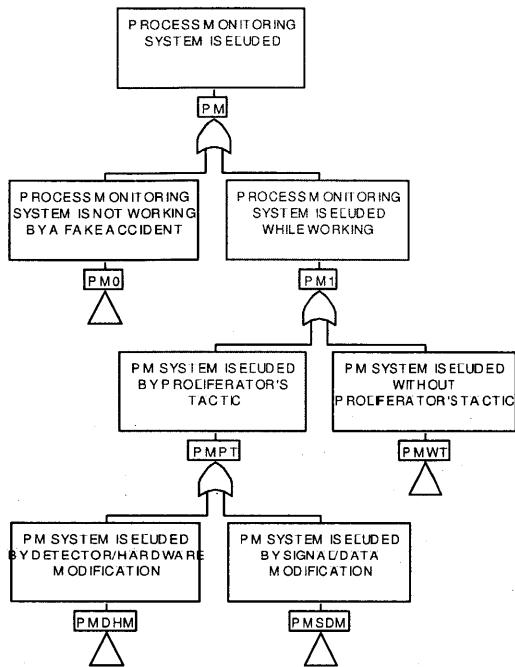 PROCESS MONITORING
SYSTEM IS ELUDED
PM
PROCESS MONITORING
SYSTEM IS NOT WORKING
BY A FAKE ACCIDENT
PROCESS MONITORING
SYSTEM IS ELUDED
WHILE WORKING
PM0
PM1
PM SYSTEM IS ELUDED
BY PROLIFERATOR'S
TACTIC
PM SYSTEM IS ELUDED
WITHOUT
PROLIFERATOR'S TACTIC
PMPT
PMWT
PM SYSTEM IS ELUDED
BY DETECTOR/HARDWARE
MODIFICATION
PM SYSTEM IS ELUDED
BY SIGNAL/DATA
MODIFICATION
PMDHM
PMSDM